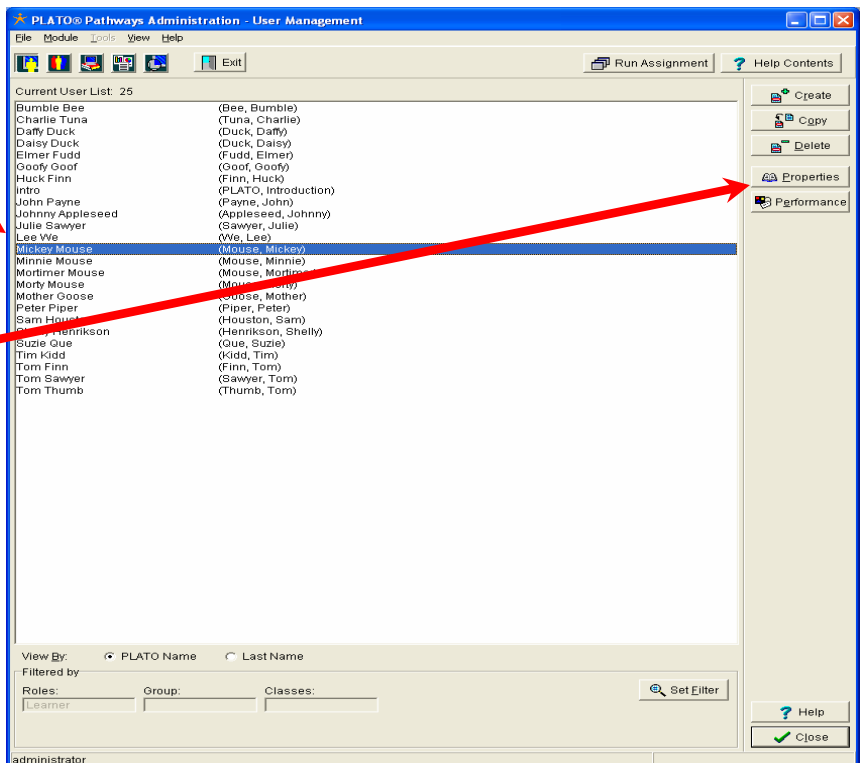 PLATO® Pathways Administration - User Management
File Module Tools View Help
Exit Run Assignment ? Help Contents
Current User List: 25
Create
Copy
Delete
Properties
Performance
Bumble Bee (Bee, Bumble)
Charlie Tuna (Tuna, Charlie)
Daffy Duck (Duck, Daffy)
Daisy Duck (Duck, Daisy)
Elmer Fudd (Fudd, Elmer)
Goofy Goof (Goof, Goofy)
Huck Finn (Finn, Huck)
intro (PLATO, Introduction)
John Payne (Payne, John)
Johnny Appleseed (Appleseed, Johnny)
Julie Sawyer (Sawyer, Julie)
Lee We (We, Lee)
Mickey Mouse (Mouse, Mickey)
Minnie Mouse (Mouse, Minnie)
Mortimer Mouse (Mouse,
Morty Mouse
Mother Goose (Goose, Mother)
Peter Piper (Piper, Peter)
Sam Houston (Houston, Sam)
Henrikson (Henrikson, Shelly)
Suzie Que (Que, Suzie)
Tim Kidd (Kidd, Tim)
Tom Finn (Finn, Tom)
Tom Sawyer (Sawyer, Tom)
Tom Thumb (Thumb, Tom)
View By: PLATO Name Last Name
Filtered by
Roles: Group: Classes: Set Filter
Learner
? Help
Close
administrator